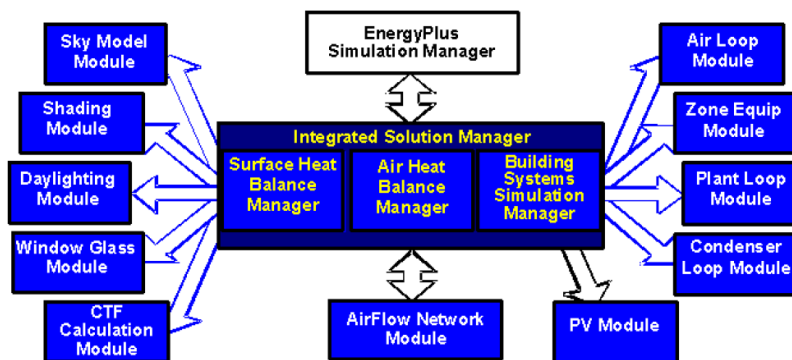 EnergyPlus
Simulation Manager
Sky Model
Module
Shading
Module
Daylighting
Module
Window Glass
Module
CTF
Calculation
Module
Integrated Solution Manager
Surface Heat
Balance
Manager
Air Heat
Balance
Manager
Building
Systems
Simulation
Manager
AirFlow Network
Module
PV Module
Air Loop
Module
Zone Equip
Module
Plant Loop
Module
Condenser
Loop Module